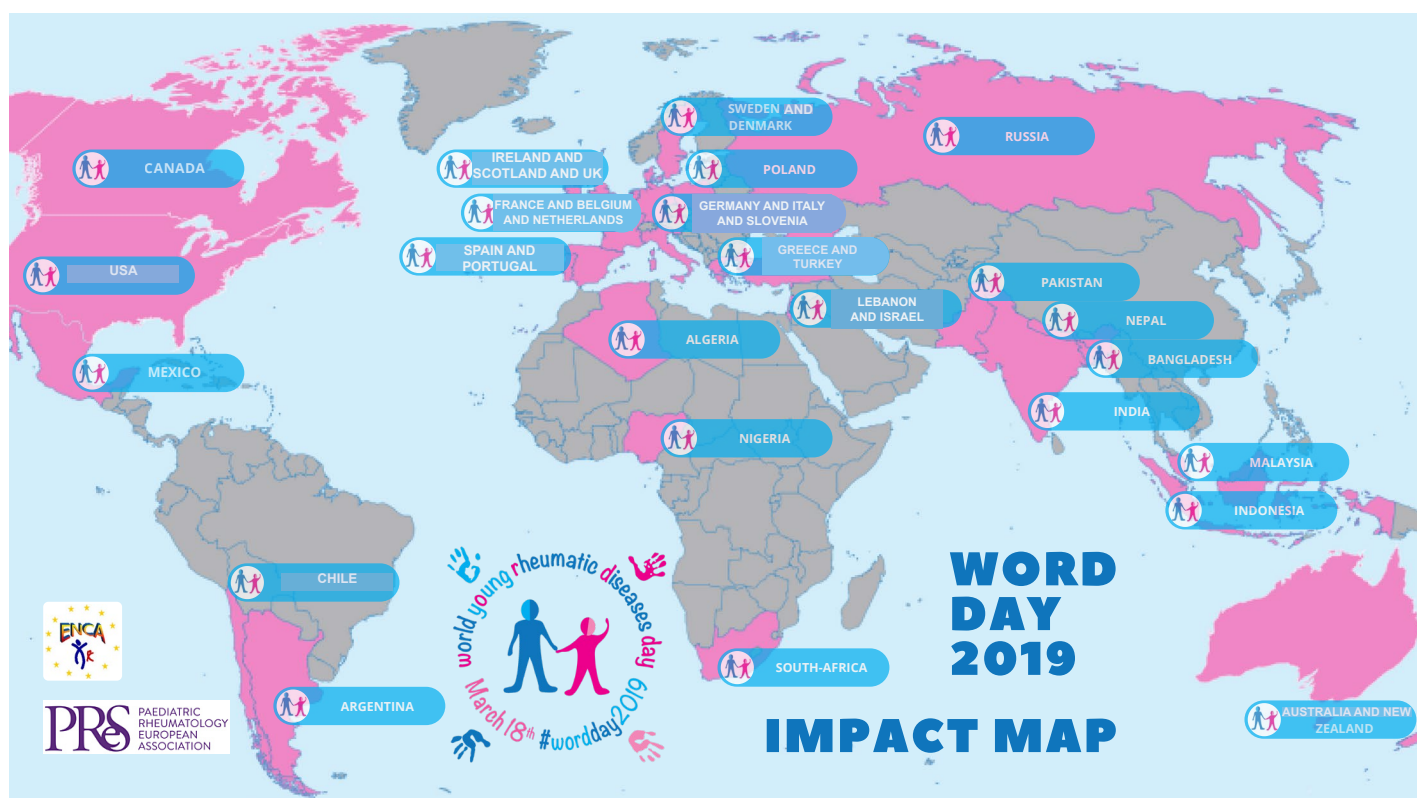 SWEDEN AND
DENMARK
RUSSIA
CANADA
IRELAND AND
SCOTLAND AND UK
POLAND
FRANCE AND BELGIUM
AND NETHERLANDS
GERMANY AND ITALY
AND SLOVENIA
USA
SPAIN AND
PORTUGAL
GREECE AND
TURKEY
PAKISTAN
LEBANON
AND ISRAEL
NEPAL
ALGERIA
BANGLADESH
MEXICO
INDIA
NIGERIA
MALAYSIA
INDONESIA
CHILE
world young rheumatic diseases day
March 18th #wordday2019
WORD
DAY
2019
IMPACT MAP
ENCA
SOUTH-AFRICA
ARGENTINA
AUSTRALIA AND NEW
ZEALAND
PReS
PAEDIATRIC
RHEUMATOLOGY
EUROPEAN
ASSOCIATION